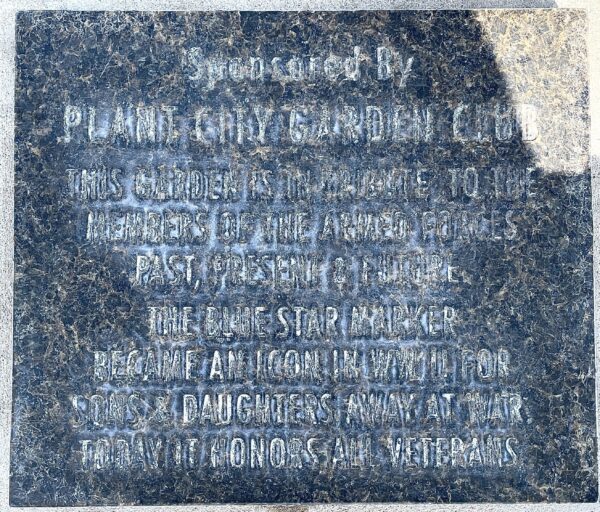 Sponsored By
PLANT CITY GARDEN CLUB
THIS GARDEN IS IN TRIBUTE TO THE
MEMBERS OF THE ARMED FORCES
PAST, PRESENT & FUTURE.
THE BLUE STAR MARKER
BECAME AN ICON IN WW II FOR
SONS & DAUGHTERS AWAY AT WAR.
TODAY IT HONORS ALL VETERANS